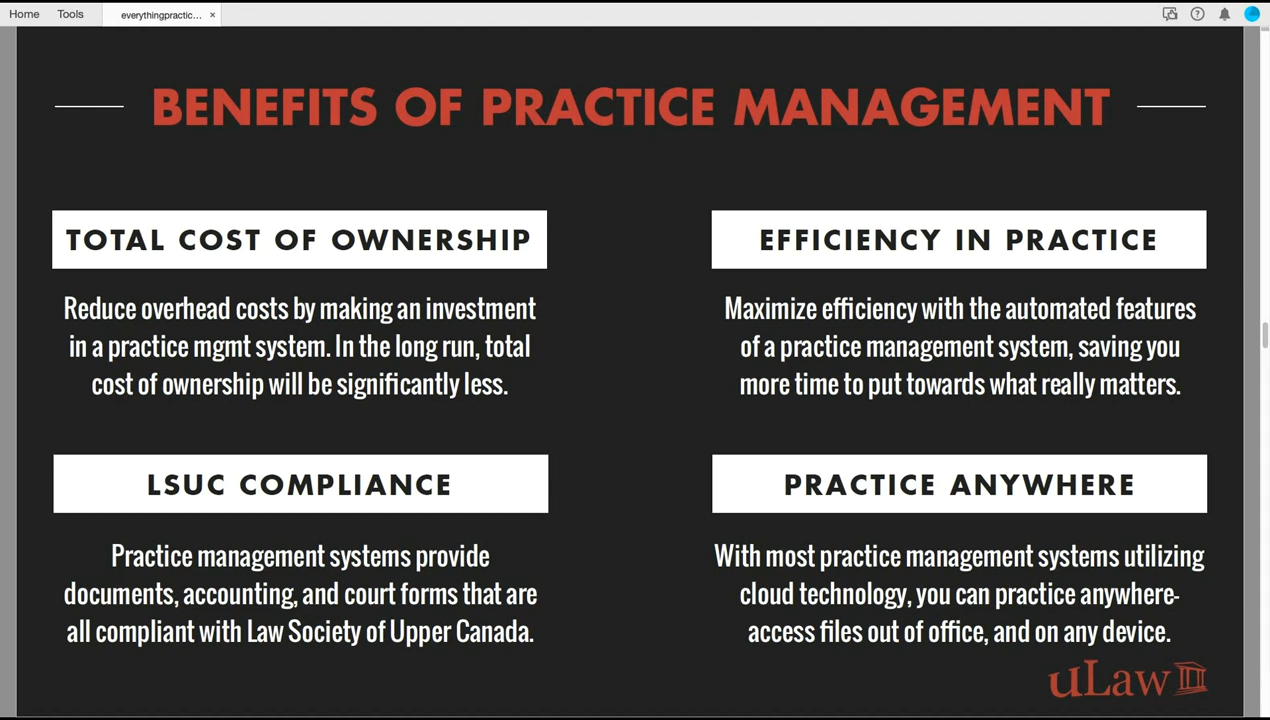 Home Tools everythingpractic... ×
BENEFITS OF PRACTICE MANAGEMENT
TOTAL COST OF OWNERSHIP
Reduce overhead costs by making an investment
in a practice mgmt system. In the long run, total
cost of ownership will be significantly less.
EFFICIENCY IN PRACTICE
Maximize efficiency with the automated features
of a practice management system, saving you
more time to put towards what really matters.
LSUC COMPLIANCE
Practice management systems provide
documents, accounting, and court forms that are
all compliant with Law Society of Upper Canada.
PRACTICE ANYWHERE
With most practice management systems utilizing
cloud technology, you can practice anywhere-
access files out of office, and on any device.
uLaw